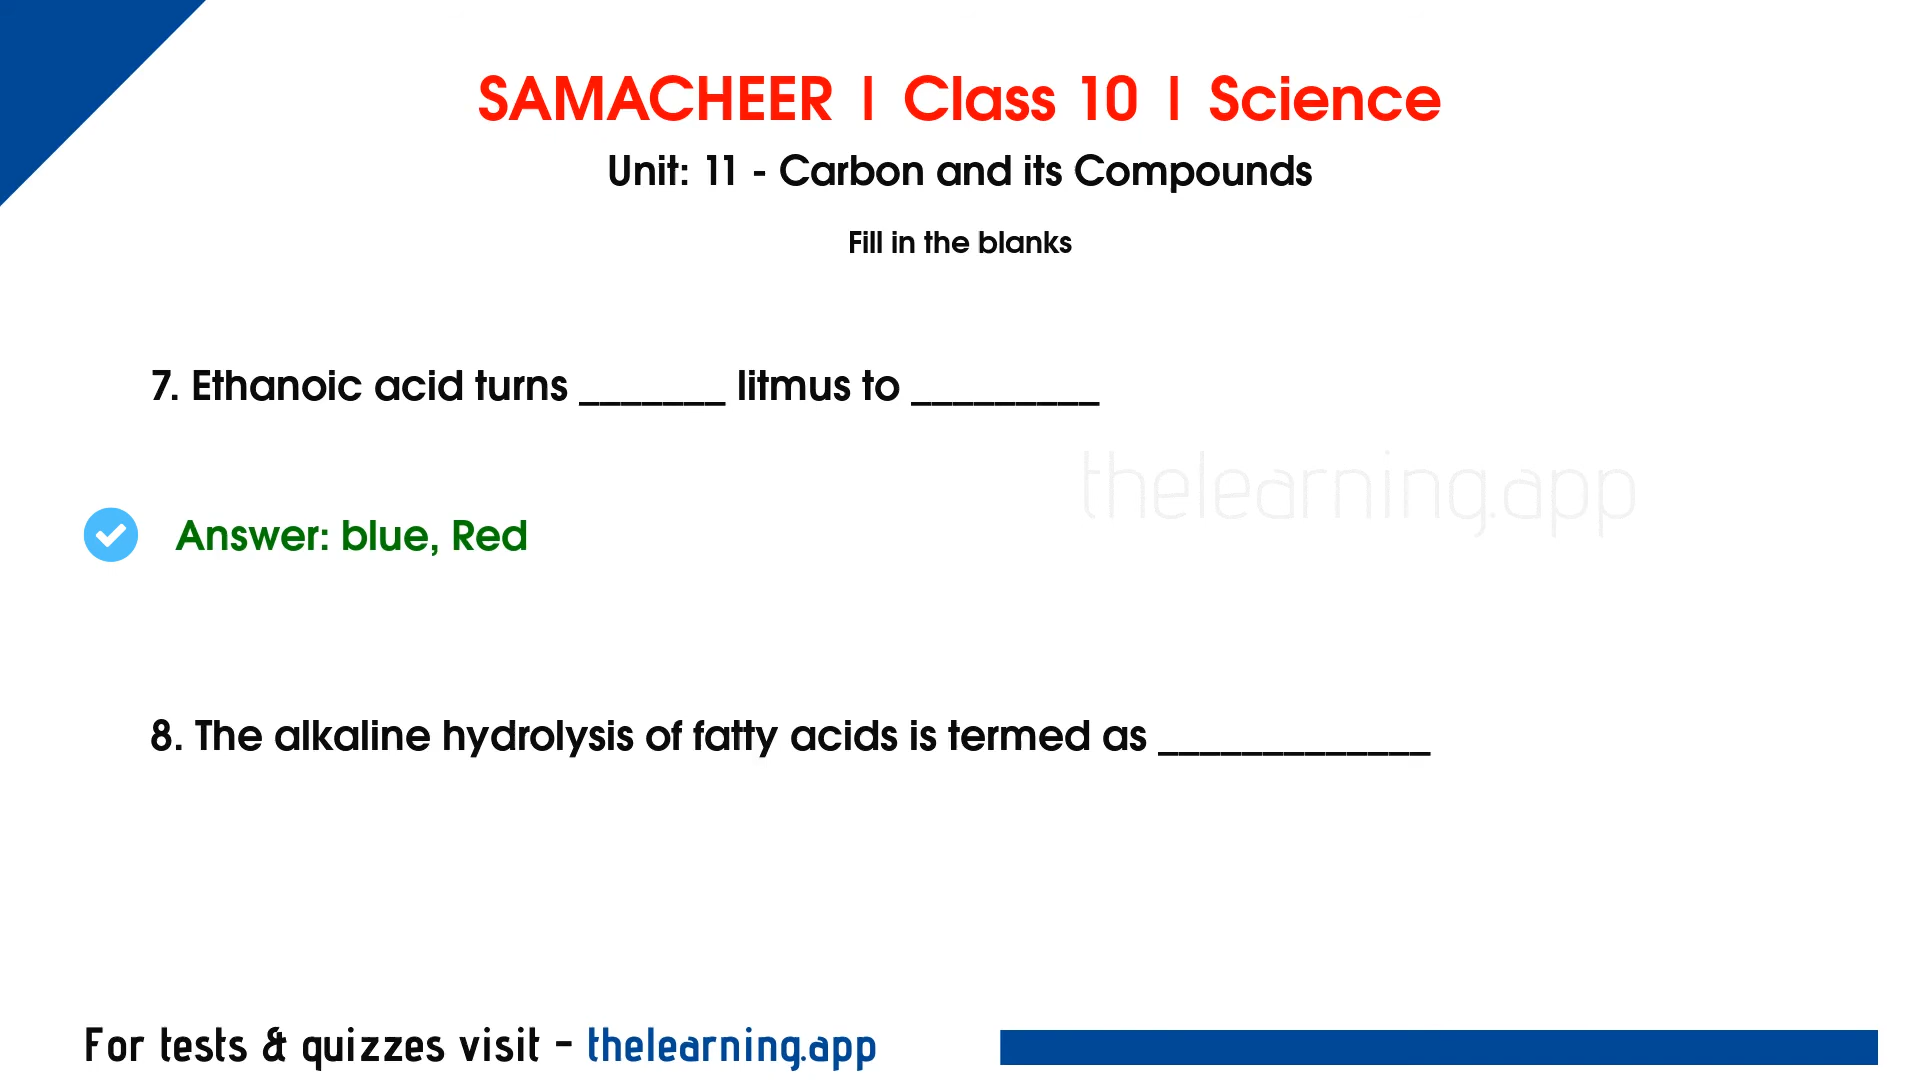 SAMACHEER | Class 10 | Science
Unit: 11 - Carbon and its Compounds
Fill in the blanks
7. Ethanoic acid turns _______ litmus to _________
thelearning.app
Answer: blue, Red
8. The alkaline hydrolysis of fatty acids is termed as _____________
For tests & quizzes visit - thelearning.app